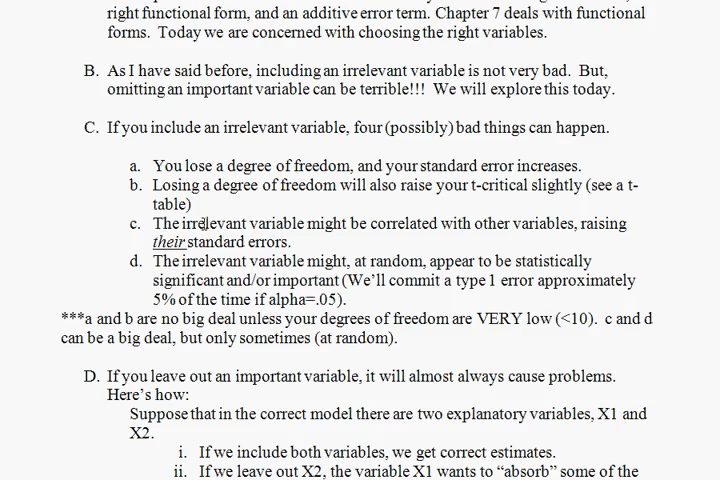 right functional form, and an additive error term. Chapter 7 deals with functional
forms. Today we are concerned with choosing the right variables.
B. As I have said before, including an irrelevant variable is not very bad. But,
omitting an important variable can be terrible!!! We will explore this today.
C. If you include an irrelevant variable, four (possibly) bad things can happen.
a. You lose a degree of freedom, and your standard error increases.
b. Losing a degree of freedom will also raise your t-critical slightly (see a t-
table)
c. The irrelevant variable might be correlated with other variables, raising
their standard errors.
d. The irrelevant variable might, at random, appear to be statistically
significant and/or important (We'll commit a type 1 error approximately
5% of the time if alpha=.05).
***a and b are no big deal unless your degrees of freedom are VERY low (<10). c and d
can be a big deal, but only sometimes (at random).
D. If you leave out an important variable, it will almost always cause problems.
Here's how:
Suppose that in the correct model there are two explanatory variables, X1 and
X2.
i. If we include both variables, we get correct estimates.
ii. If we leave out X2, the variable X1 wants to “absorb” some of the